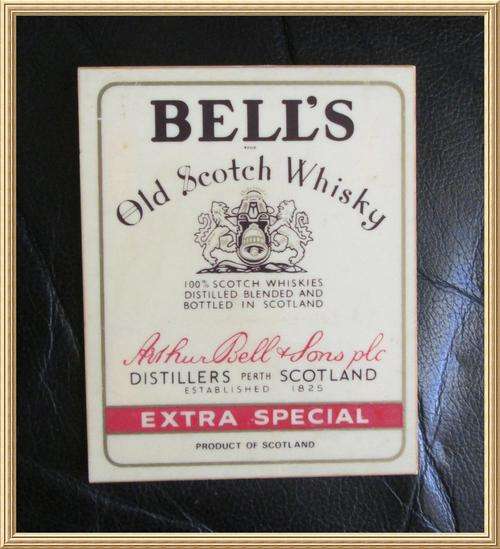 BELL'S
Old Scotch Whisky
100% SCOTCH WHISKIES
DISTILLED BLENDED AND
BOTTLED IN SCOTLAND
Arthur Bell & Sons plc
DISTILLERS PERTH SCOTLAND
ESTABLISHED 1825
EXTRA SPECIAL
PRODUCT OF SCOTLAND